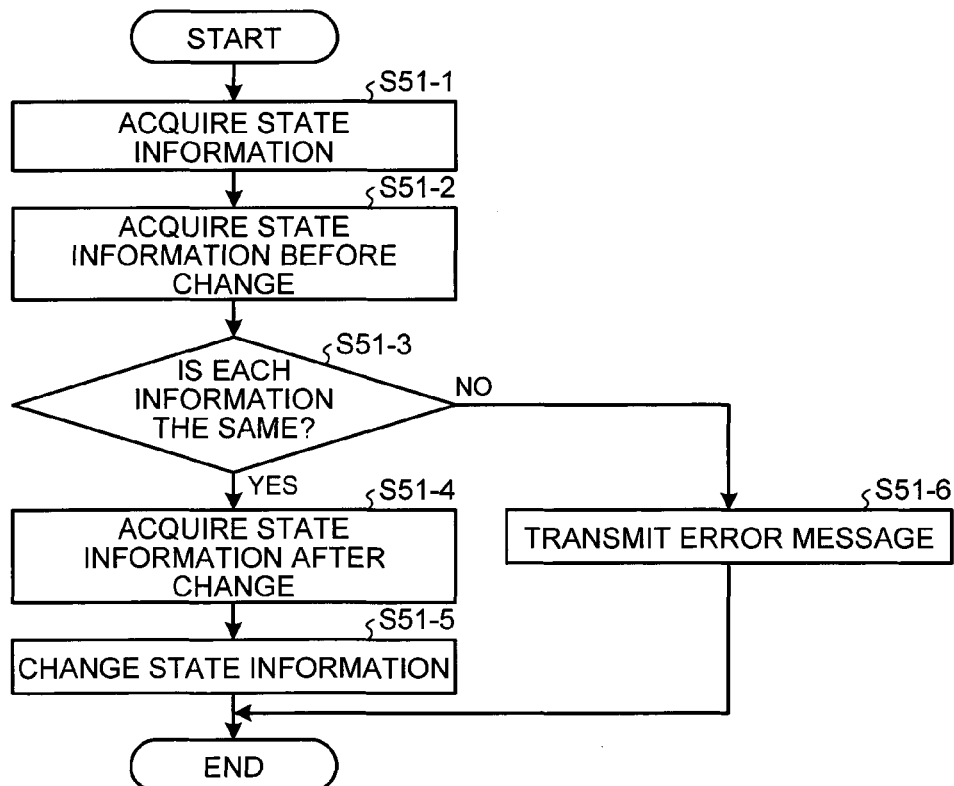 START
S51-1
ACQUIRE STATE
INFORMATION
S51-2
ACQUIRE STATE
INFORMATION BEFORE
CHANGE
S51-3
IS EACH
INFORMATION
THE SAME?
NO
YES
S51-4
ACQUIRE STATE
INFORMATION AFTER
CHANGE
S51-6
TRANSMIT ERROR MESSAGE
S51-5
CHANGE STATE INFORMATION
END